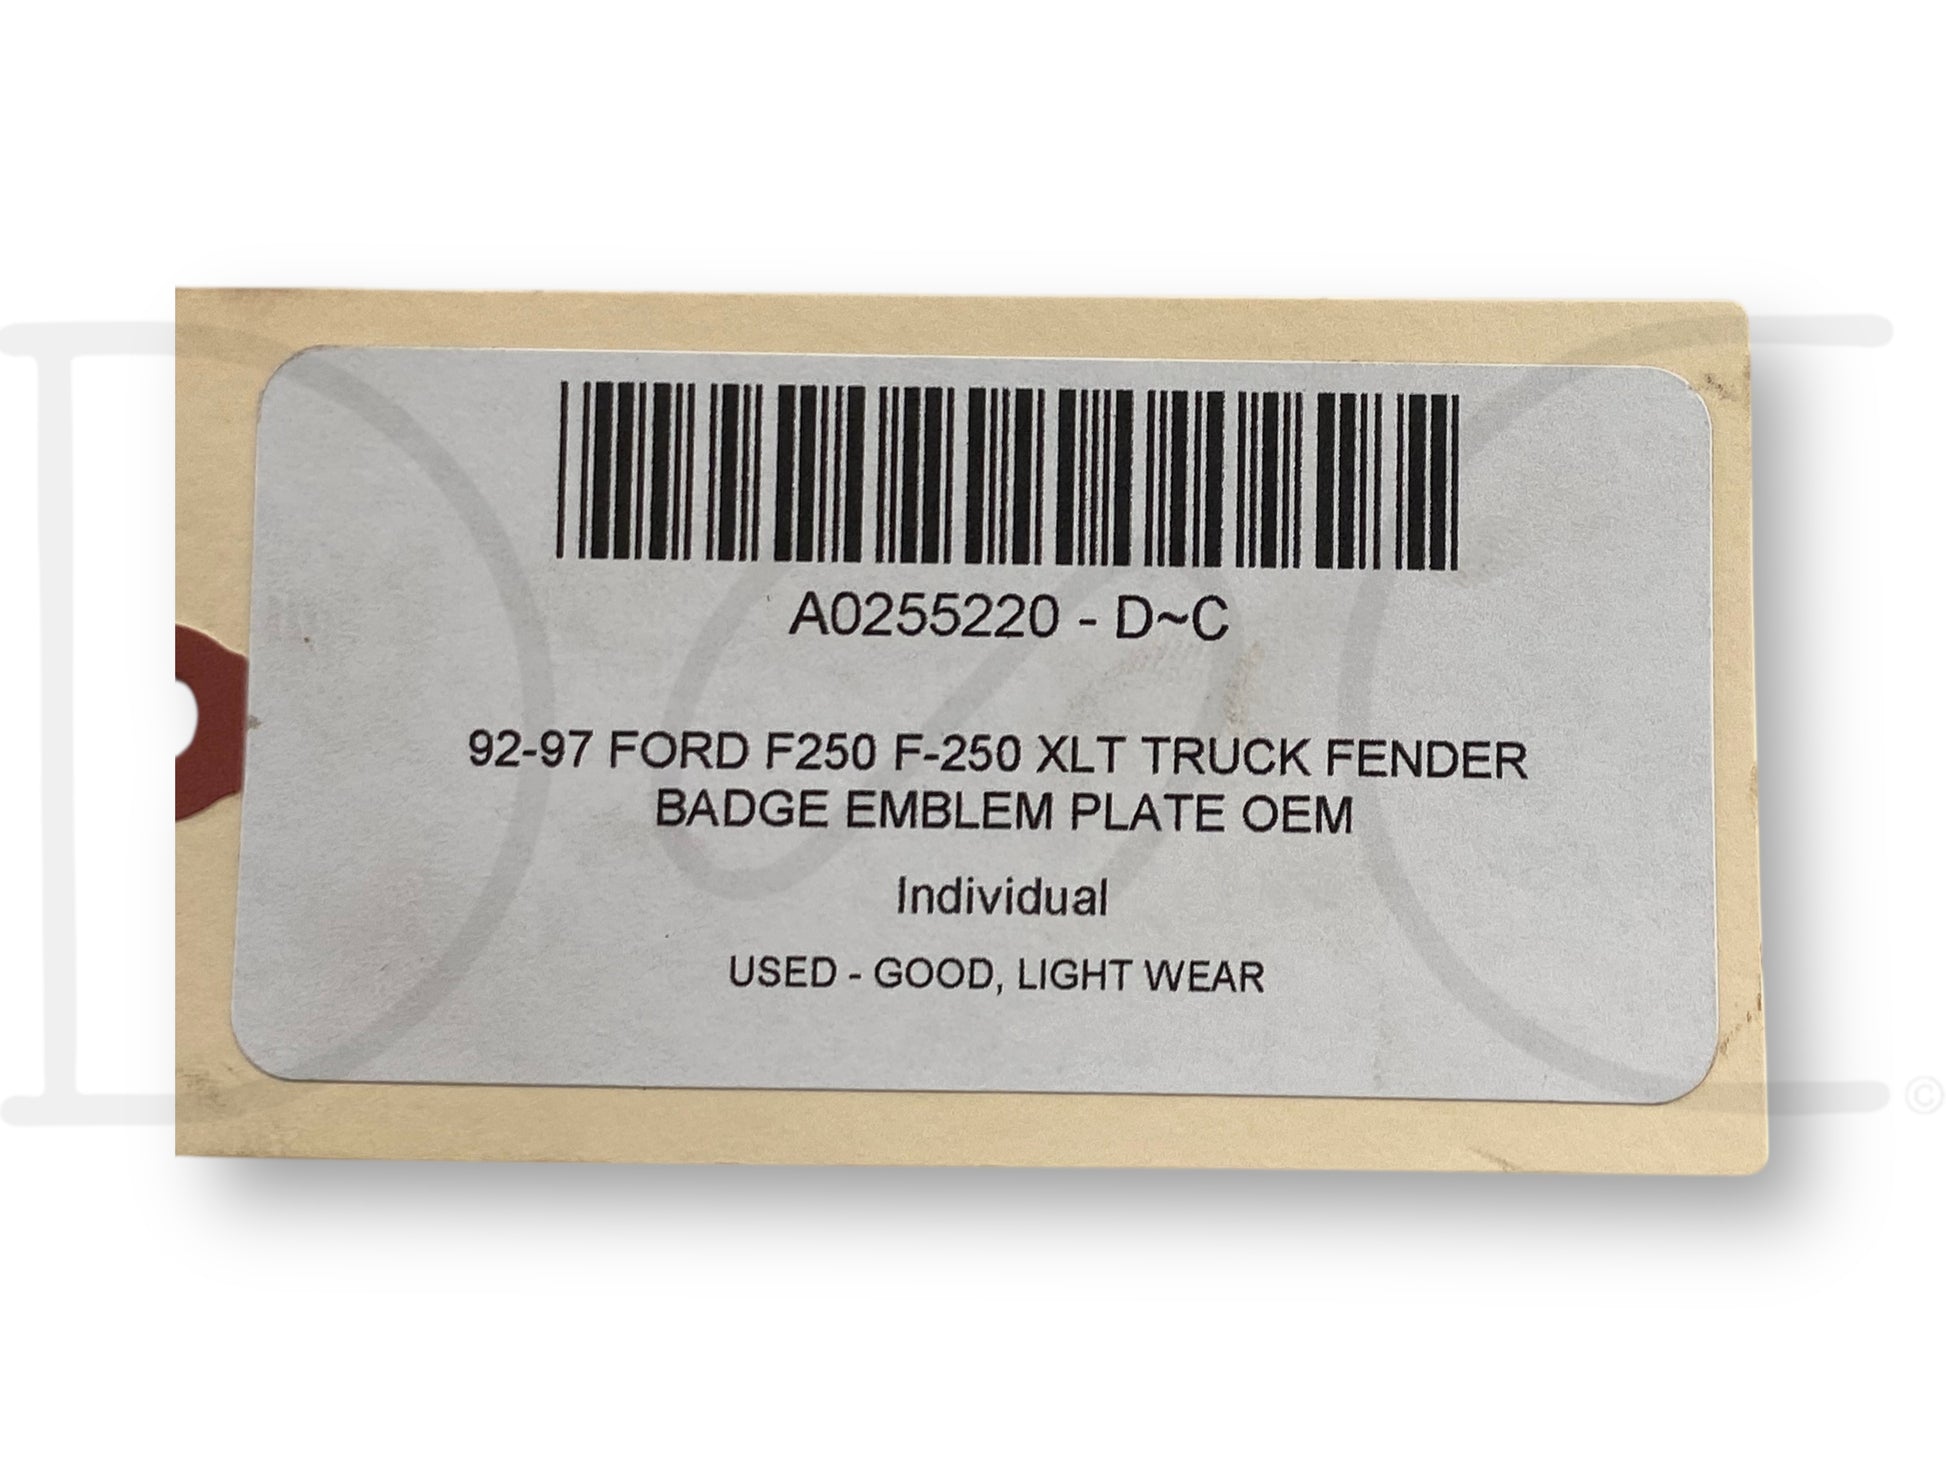 A0255220 - D~C
92-97 FORD F250 F-250 XLT TRUCK FENDER
BADGE EMBLEM PLATE OEM
Individual
USED - GOOD, LIGHT WEAR
D~C
©